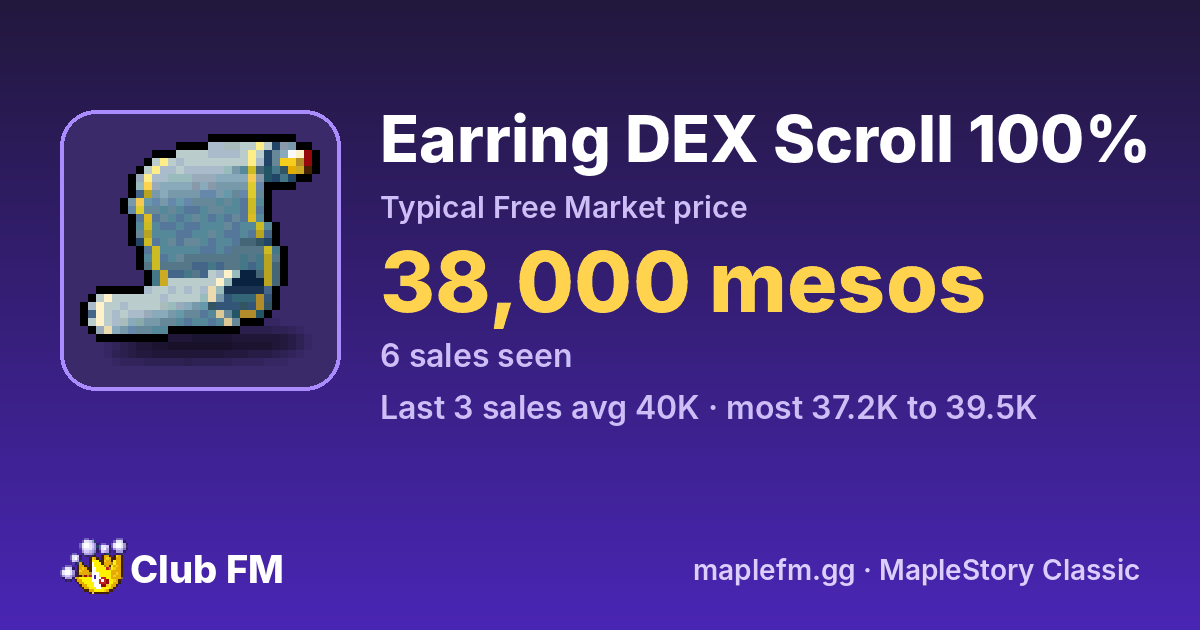 Earring DEX Scroll 100%
Typical Free Market price
38,000 mesos
6 sales seen
Last 3 sales avg 40K · most 37.2K to 39.5K
Club FM
maplefm.gg · MapleStory Classic